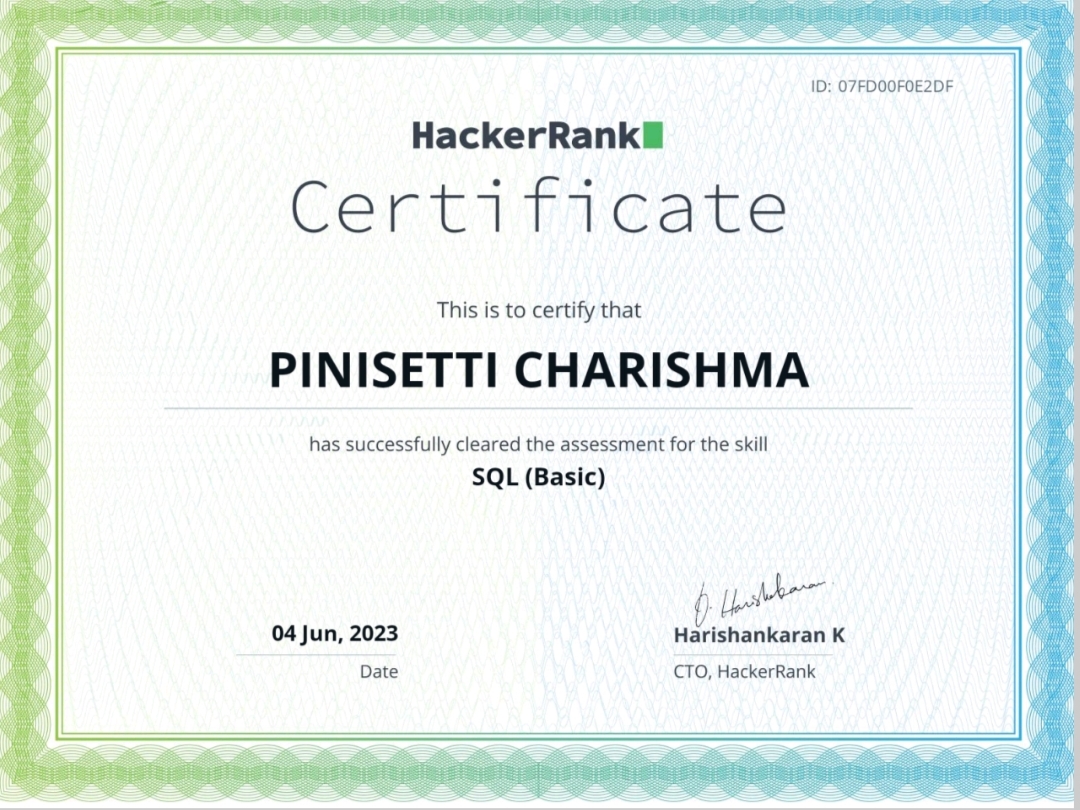 ID: 07FD00F0E2DF
HackerRank
Certificate
This is to certify that
PINISETTI CHARISHMA
has successfully cleared the assessment for the skill
SQL (Basic)
04 Jun, 2023
Date
Harishankaran K
CTO, HackerRank